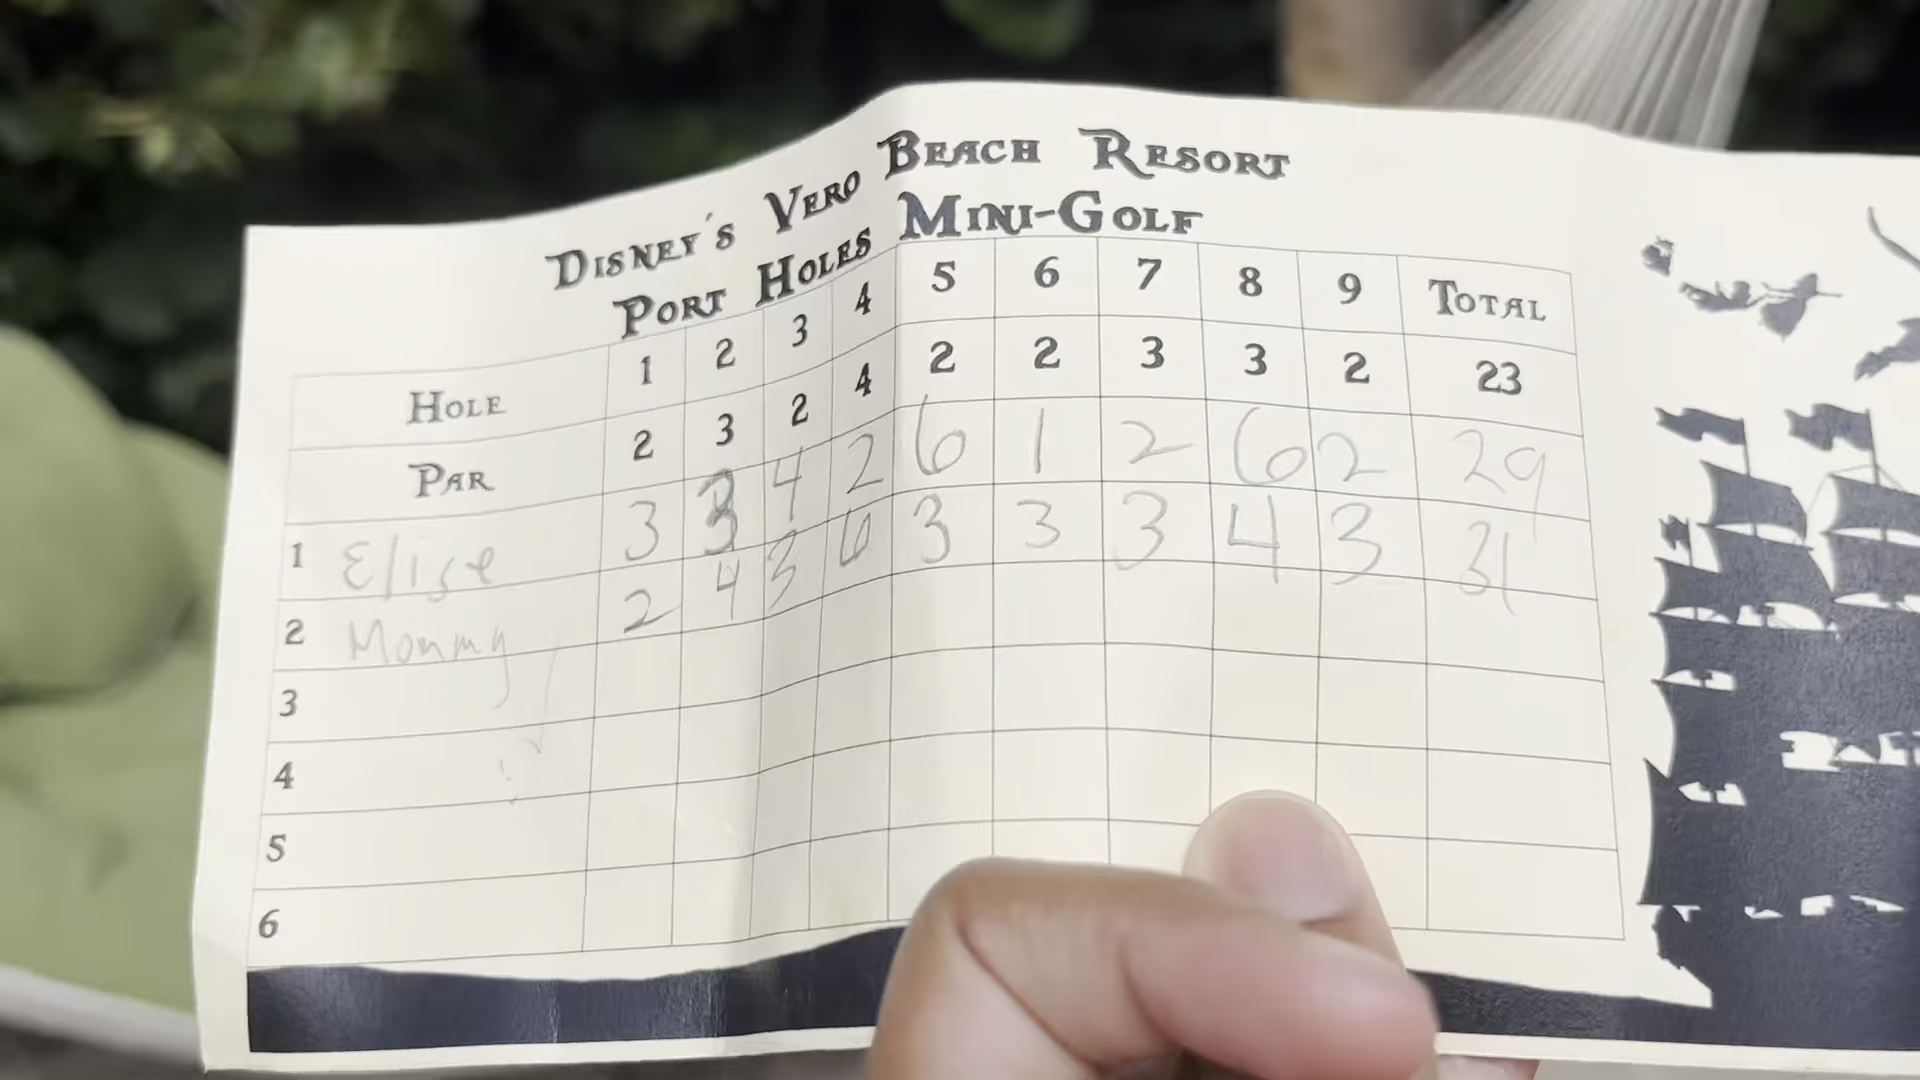 DISNEY'S VERO BEACH RESORT
PORT HOLES MINI-GOLF
HOLE 1 2 3 4 5 6 7 8 9 TOTAL
PAR 2 3 2 4 2 2 3 3 2 23
1 Elise 3 3 4 2 6 1 2 6 2 29
2 Mommy 2 4 3 6 3 3 3 4 3 31
3
4
5
6